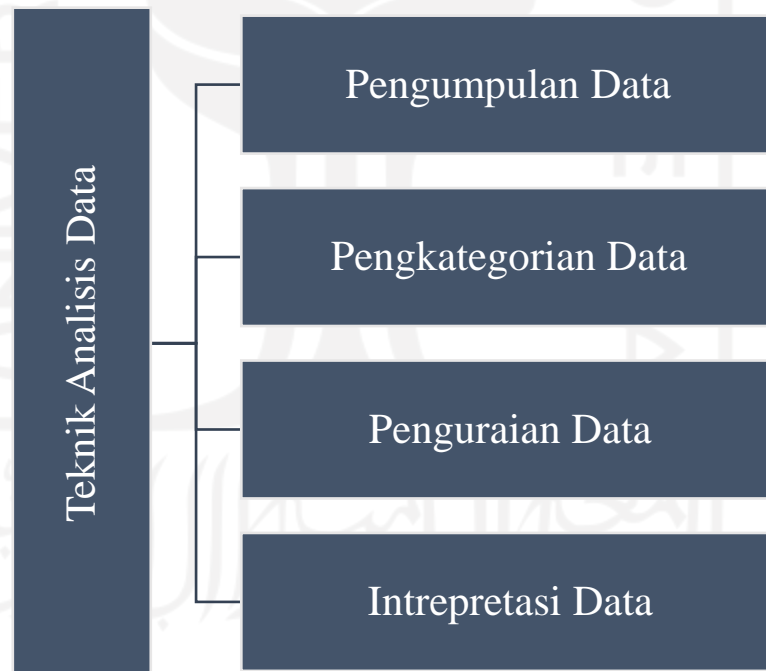 Teknik Analisis Data
Pengumpulan Data
Pengkategorian Data
Penguraian Data
Intrepretasi Data